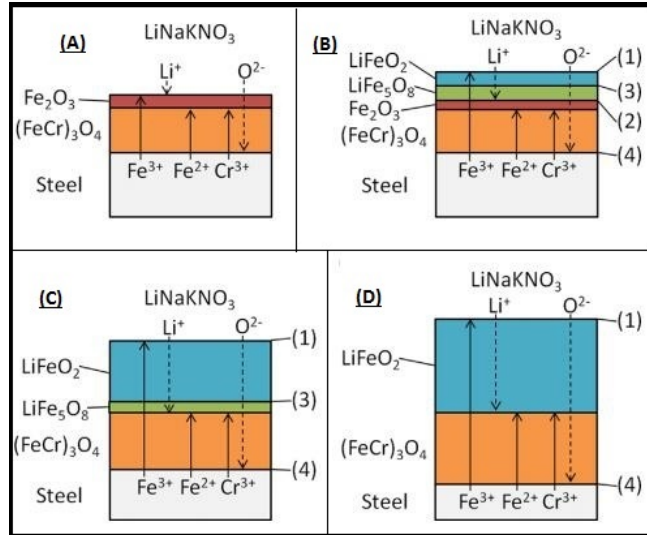 (A)
LiNaKNO₃
Li⁺ O²⁻
Fe₂O₃
(FeCr)₃O₄
Steel
Fe³⁺ Fe²⁺ Cr³⁺
(B)
LiNaKNO₃
Li⁺ O²⁻
LiFeO₂ (1)
LiFe₅O₈ (3)
Fe₂O₃ (2)
(FeCr)₃O₄
(4)
Steel
Fe³⁺ Fe²⁺ Cr³⁺
(C)
LiNaKNO₃
Li⁺ O²⁻
(1)
LiFeO₂
(3)
LiFe₅O₈
(FeCr)₃O₄
(4)
Steel
Fe³⁺ Fe²⁺ Cr³⁺
(D)
LiNaKNO₃
Li⁺ O²⁻
(1)
LiFeO₂
(FeCr)₃O₄
(4)
Steel
Fe³⁺ Fe²⁺ Cr³⁺